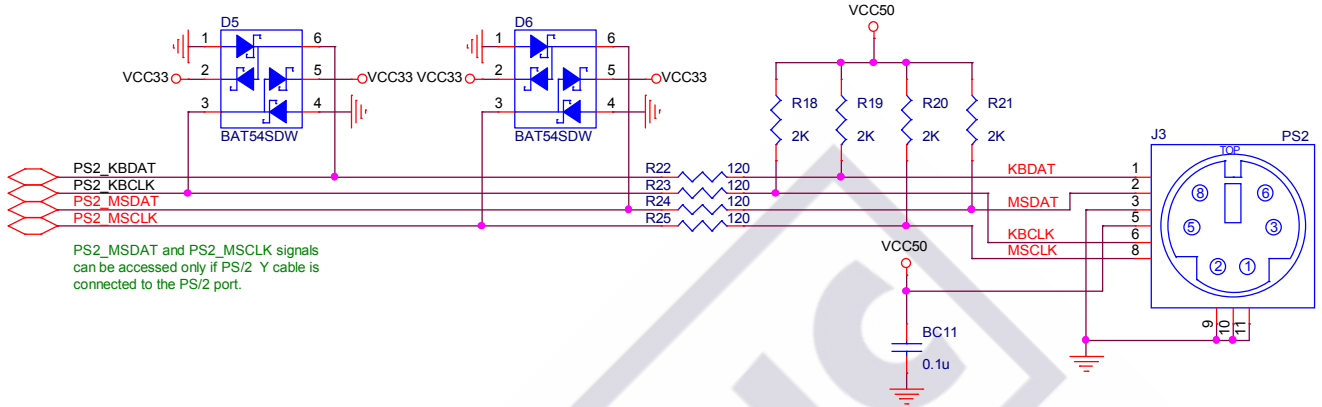 VCC50
D5
D6
1 6
1 6
VCC33 2 5 VCC33
VCC33 2 5 VCC33
3 4
3 4
BAT54SDW
BAT54SDW
R18 R19 R20 R21
2K 2K 2K 2K
J3 PS2
TOP
PS2_KBDAT R22 120 KBDAT 1
PS2_KBCLK R23 120 2
PS2_MSDAT R24 120 MSDAT 3
PS2_MSCLK R25 120 5
KBCLK 6
MSCLK 8
8 6
5 3
2 1
PS2_MSDAT and PS2_MSCLK signals
can be accessed only if PS/2 Y cable is
connected to the PS/2 port.
VCC50
BC11
0.1u
9 10 11